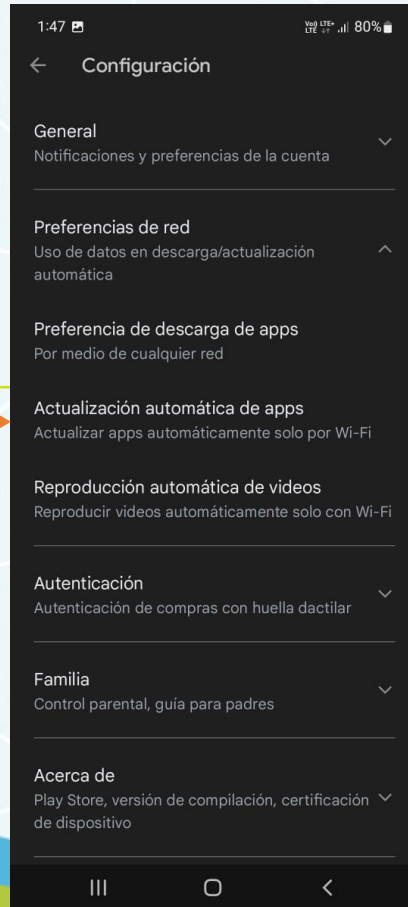 1:47
Vo)) LTE+ 80%
LTE
Configuración
General
Notificaciones y preferencias de la cuenta
Preferencias de red
Uso de datos en descarga/actualización
automática
Preferencia de descarga de apps
Por medio de cualquier red
Actualización automática de apps
Actualizar apps automáticamente solo por Wi-Fi
Reproducción automática de videos
Reproducir videos automáticamente solo con Wi-Fi
Autenticación
Autenticación de compras con huella dactilar
Familia
Control parental, guía para padres
Acerca de
Play Store, versión de compilación, certificación
de dispositivo